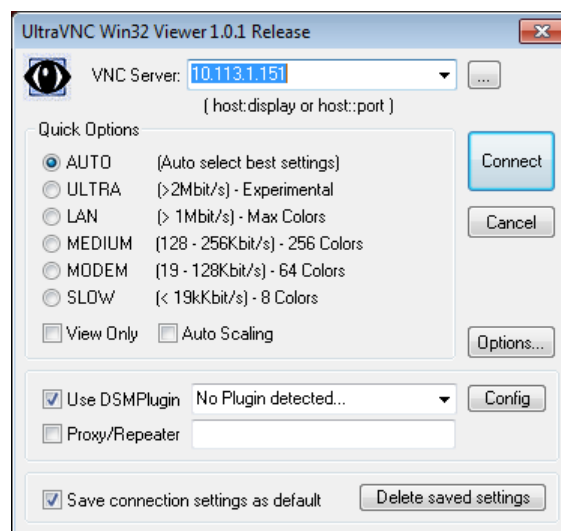 UltraVNC Win32 Viewer 1.0.1 Release
VNC Server: 10.113.1.151 ...
( host:display or host::port )
Quick Options
AUTO (Auto select best settings)
ULTRA (>2Mbit/s) - Experimental
LAN (> 1Mbit/s) - Max Colors
MEDIUM (128 - 256Kbit/s) - 256 Colors
MODEM (19 - 128Kbit/s) - 64 Colors
SLOW (< 19kKbit/s) - 8 Colors
View Only Auto Scaling
Connect
Cancel
Options...
Use DSMPlugin No Plugin detected... Config
Proxy/Repeater
Save connection settings as default Delete saved settings